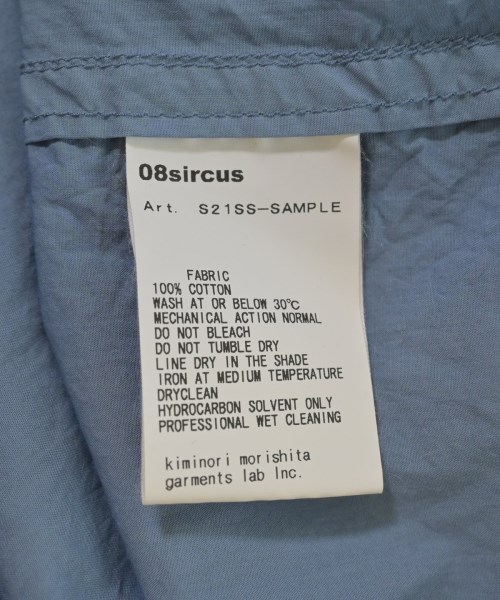 08sircus
Art. S21SS-SAMPLE
FABRIC
100% COTTON
WASH AT OR BELOW 30℃
MECHANICAL ACTION NORMAL
DO NOT BLEACH
DO NOT TUMBLE DRY
LINE DRY IN THE SHADE
IRON AT MEDIUM TEMPERATURE
DRYCLEAN
HYDROCARBON SOLVENT ONLY
PROFESSIONAL WET CLEANING
kiminori morishita
garments lab Inc.